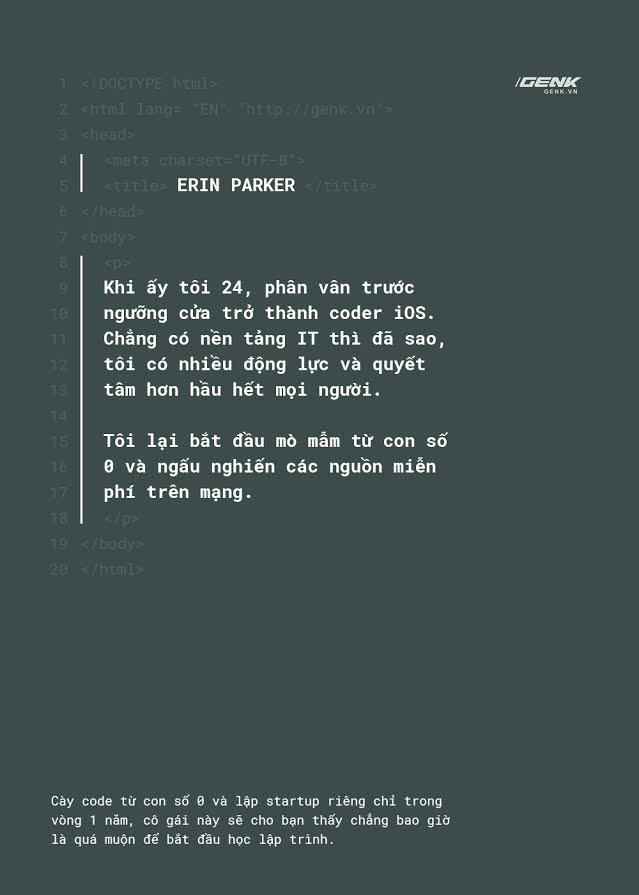 /GENK
GENK.VN
1 <!DOCTYPE html>
2 <html lang= "EN" "http://genk.vn">
3 <head>
4 <meta charset="UTF-8">
5 <title> ERIN PARKER </title>
6 </head>
7 <body>
8 <p>
9 Khi ấy tôi 24, phân vân trước
10 ngưỡng cửa trở thành coder iOS.
11 Chẳng có nền tảng IT thì đã sao,
12 tôi có nhiều động lực và quyết
13 tâm hơn hầu hết mọi người.
14
15 Tôi lại bắt đầu mò mẫm từ con số
16 0 và ngấu nghiến các nguồn miễn
17 phí trên mạng.
18 </p>
19 </body>
20 </html>
Cày code từ con số 0 và lập startup riêng chỉ trong
vòng 1 năm, cô gái này sẽ cho bạn thấy chẳng bao giờ
là quá muộn để bắt đầu học lập trình.